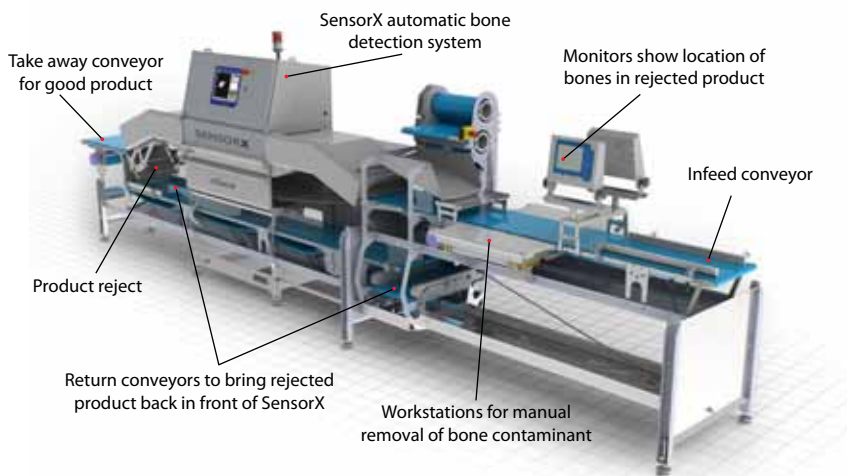 SensorX automatic bone
detection system
Take away conveyor
for good product
Monitors show location of
bones in rejected product
SENSORX
Infeed conveyor
Product reject
Return conveyors to bring rejected
product back in front of SensorX
Workstations for manual
removal of bone contaminant